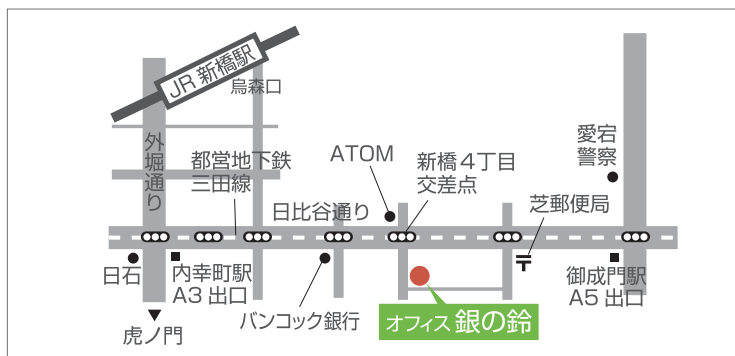 JR 新橋駅
烏森口
外堀通り
都営地下鉄
三田線
ATOM
新橋4丁目
交差点
愛宕
警察
日比谷通り
芝郵便局
日石
内幸町駅
A3 出口
バンコック銀行
オフィス 銀の鈴
御成門駅
A5 出口
虎ノ門